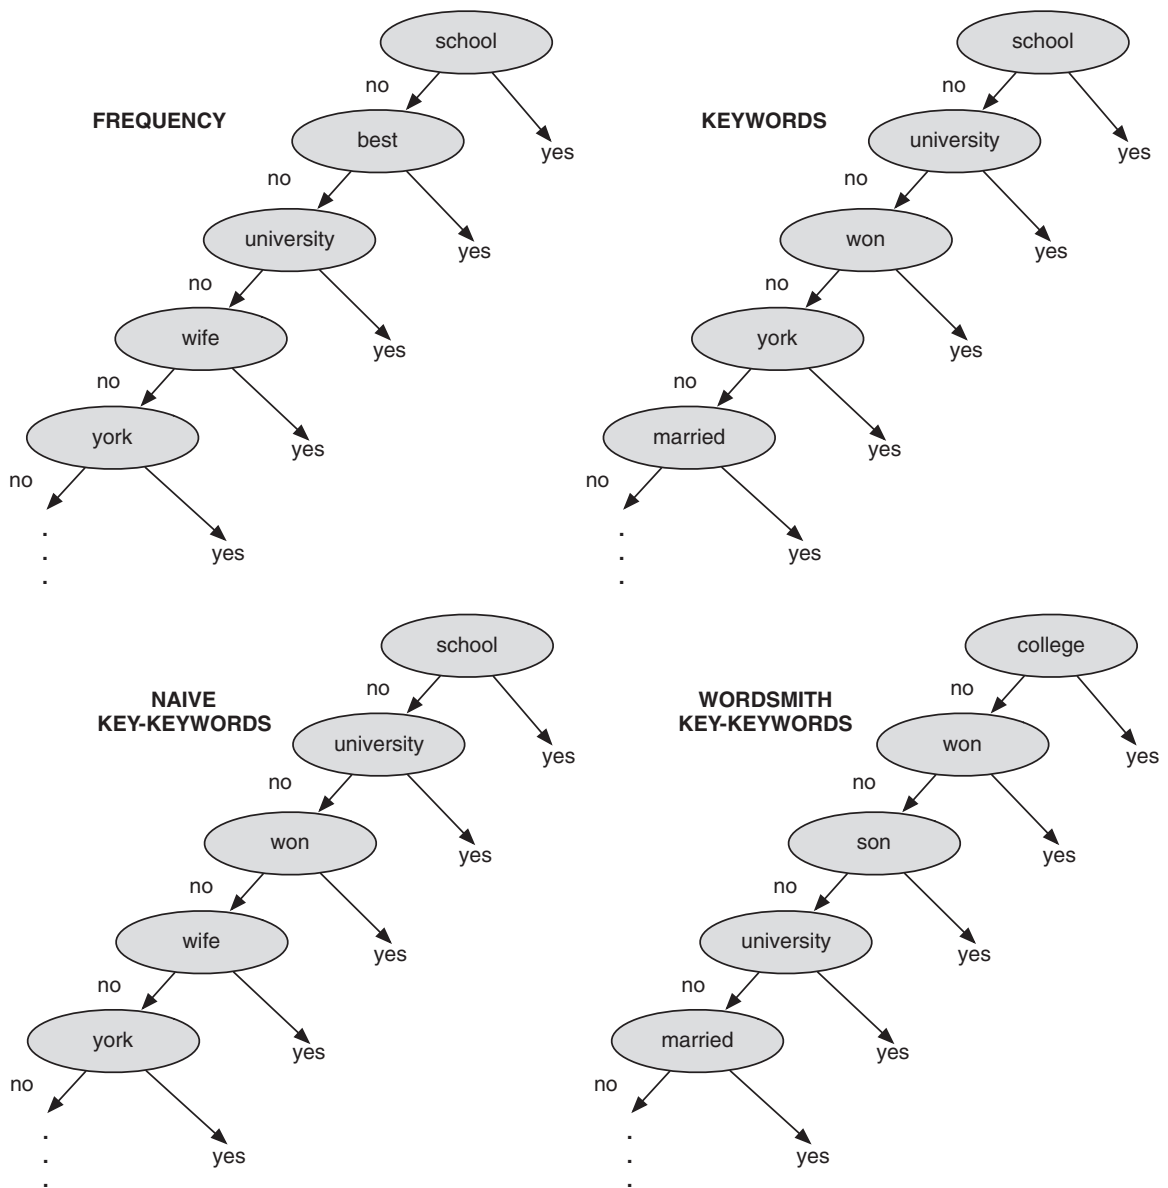 FREQUENCY
school
no
yes
best
no
yes
university
no
yes
wife
no
yes
york
no
yes
.
.
.
KEYWORDS
school
no
yes
university
no
yes
won
no
yes
york
no
yes
married
no
yes
.
.
.
NAIVE
KEY-KEYWORDS
school
no
yes
university
no
yes
won
no
yes
wife
no
yes
york
no
yes
.
.
.
WORDSMITH
KEY-KEYWORDS
college
no
yes
won
no
yes
son
no
yes
university
no
yes
married
no
yes
.
.
.